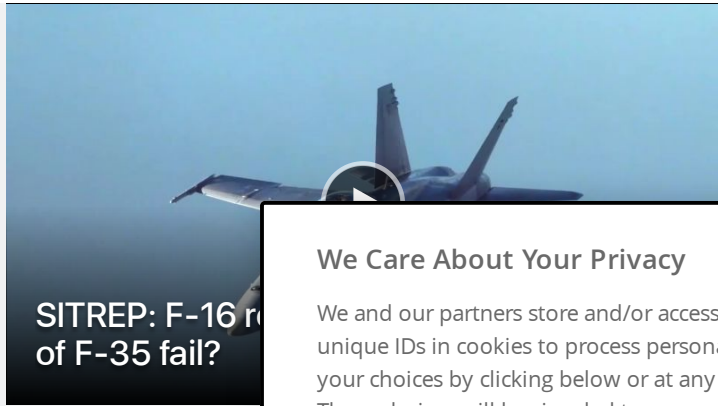 SITREP: F-16
of F-35 fail?
We Care About Your Privacy
We and our partners store and/or access
unique IDs in cookies to process
your choices by clicking below or at any